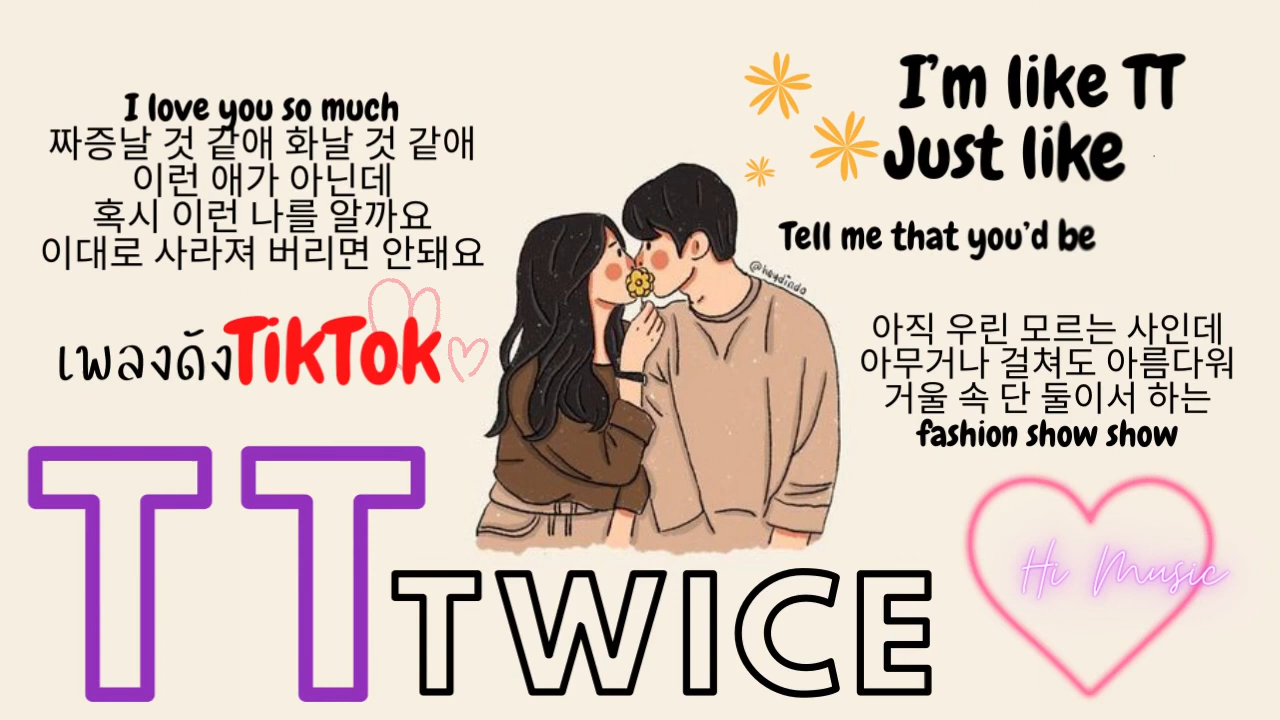 I love you so much
짜증날 것 같애 화날 것 같애
이런 애가 아닌데
혹시 이런 나를 알까요
이대로 사라져 버리면 안돼요
เพลงดังTikTok
I'm like TT
Just like
Tell me that you'd be
@heydindo
아직 우린 모르는 사인데
아무거나 걸쳐도 아름다워
거울 속 단 둘이서 하는
fashion show show
TT
TWICE
Hi Music